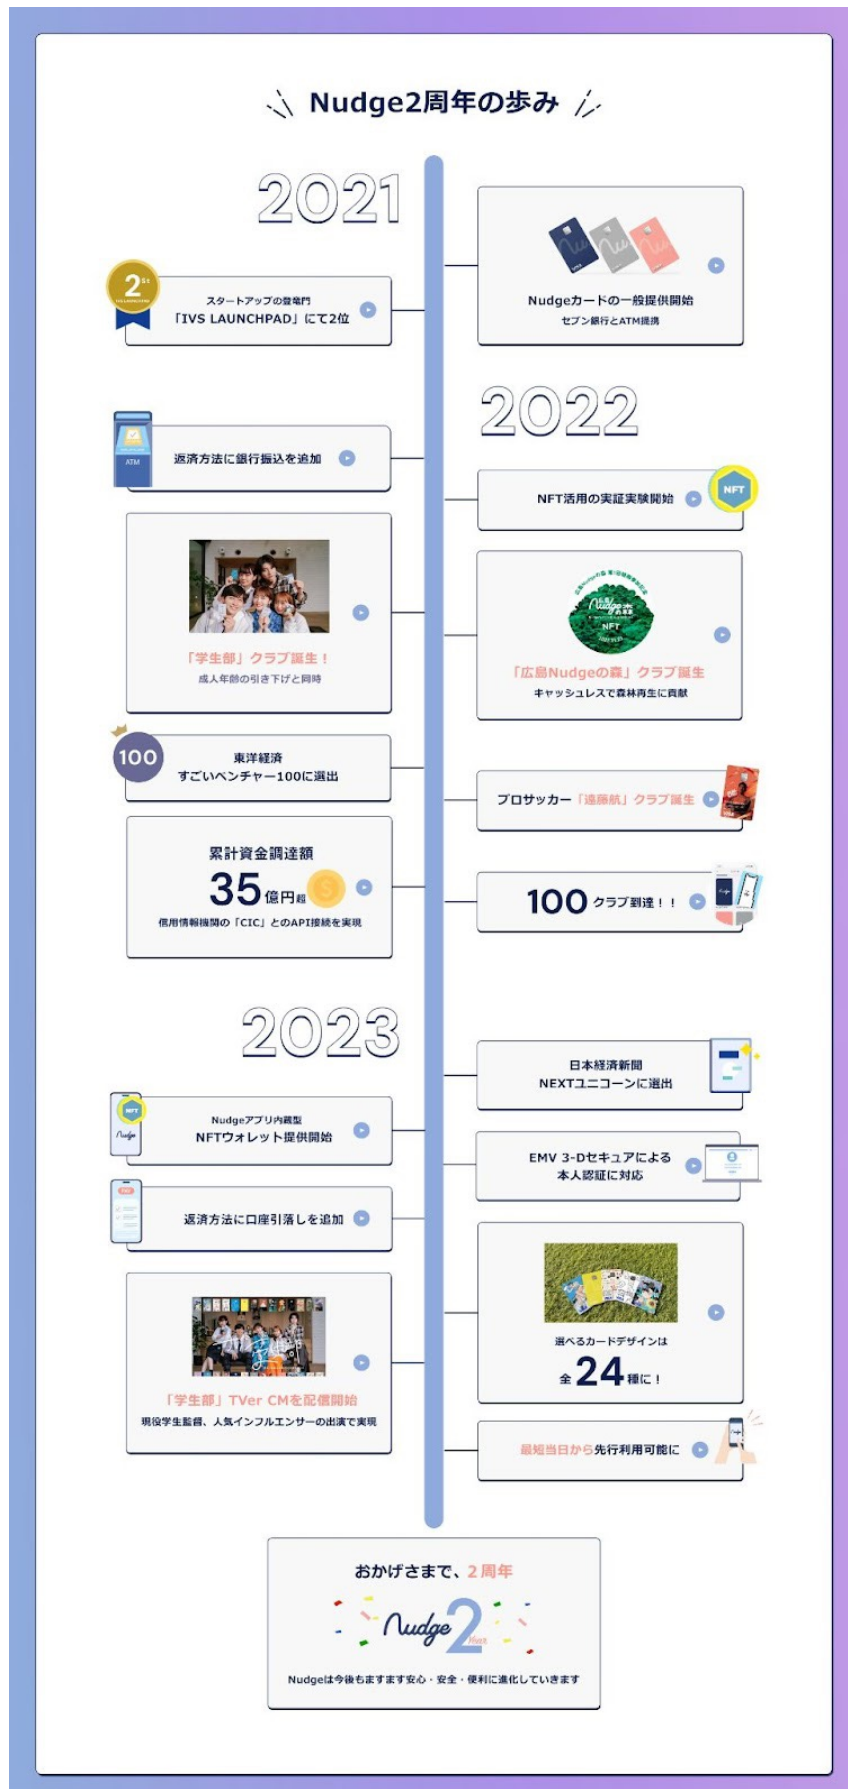 Nudge2周年の歩み
2021
Nudgeカードの一般提供開始
セブン銀行とATM提携
2st
スタートアップの登竜門
「IVS LAUNCHPAD」にて2位
2022
ATM
返済方法に銀行振込を追加
NFT活用の実証実験開始
NFT
「学生部」クラブ誕生！
成人年齢の引き下げと同時
広島Nudgeの森
NFT
「広島Nudgeの森」クラブ誕生
キャッシュレスで森林再生に貢献
100
東洋経済
すごいベンチャー100に選出
プロサッカー「遠藤航」クラブ誕生
累計資金調達額
35億円超
信用情報機関の「CIC」とのAPI接続を実現
100クラブ到達！！
2023
日本経済新聞
NEXTユニコーンに選出
NFT
Nudge
Nudgeアプリ内蔵型
NFTウォレット提供開始
EMV 3-Dセキュアによる
本人認証に対応
PAY
返済方法に口座引落しを追加
選べるカードデザインは
全24種に！
「学生部」TVer CMを配信開始
現役学生監督、人気インフルエンサーの出演で実現
最短当日から先行利用可能に
Nudge
おかげさまで、2周年
Nudge 2
Nudgeは今後もますます安心・安全・便利に進化していきます